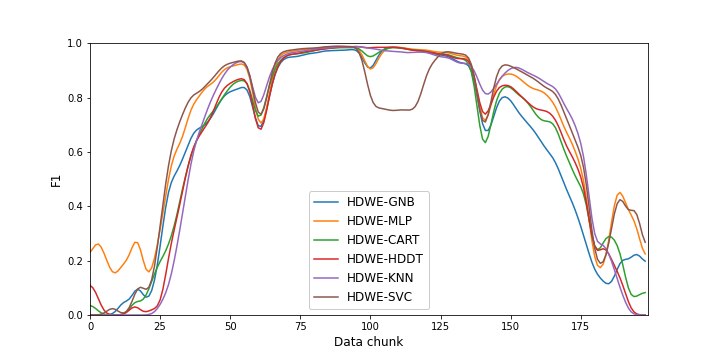 1.0
0.8
0.6
0.4
0.2
0.0
F1
HDWE-GNB
HDWE-MLP
HDWE-CART
HDWE-HDDT
HDWE-KNN
HDWE-SVC
0 25 50 75 100 125 150 175
Data chunk